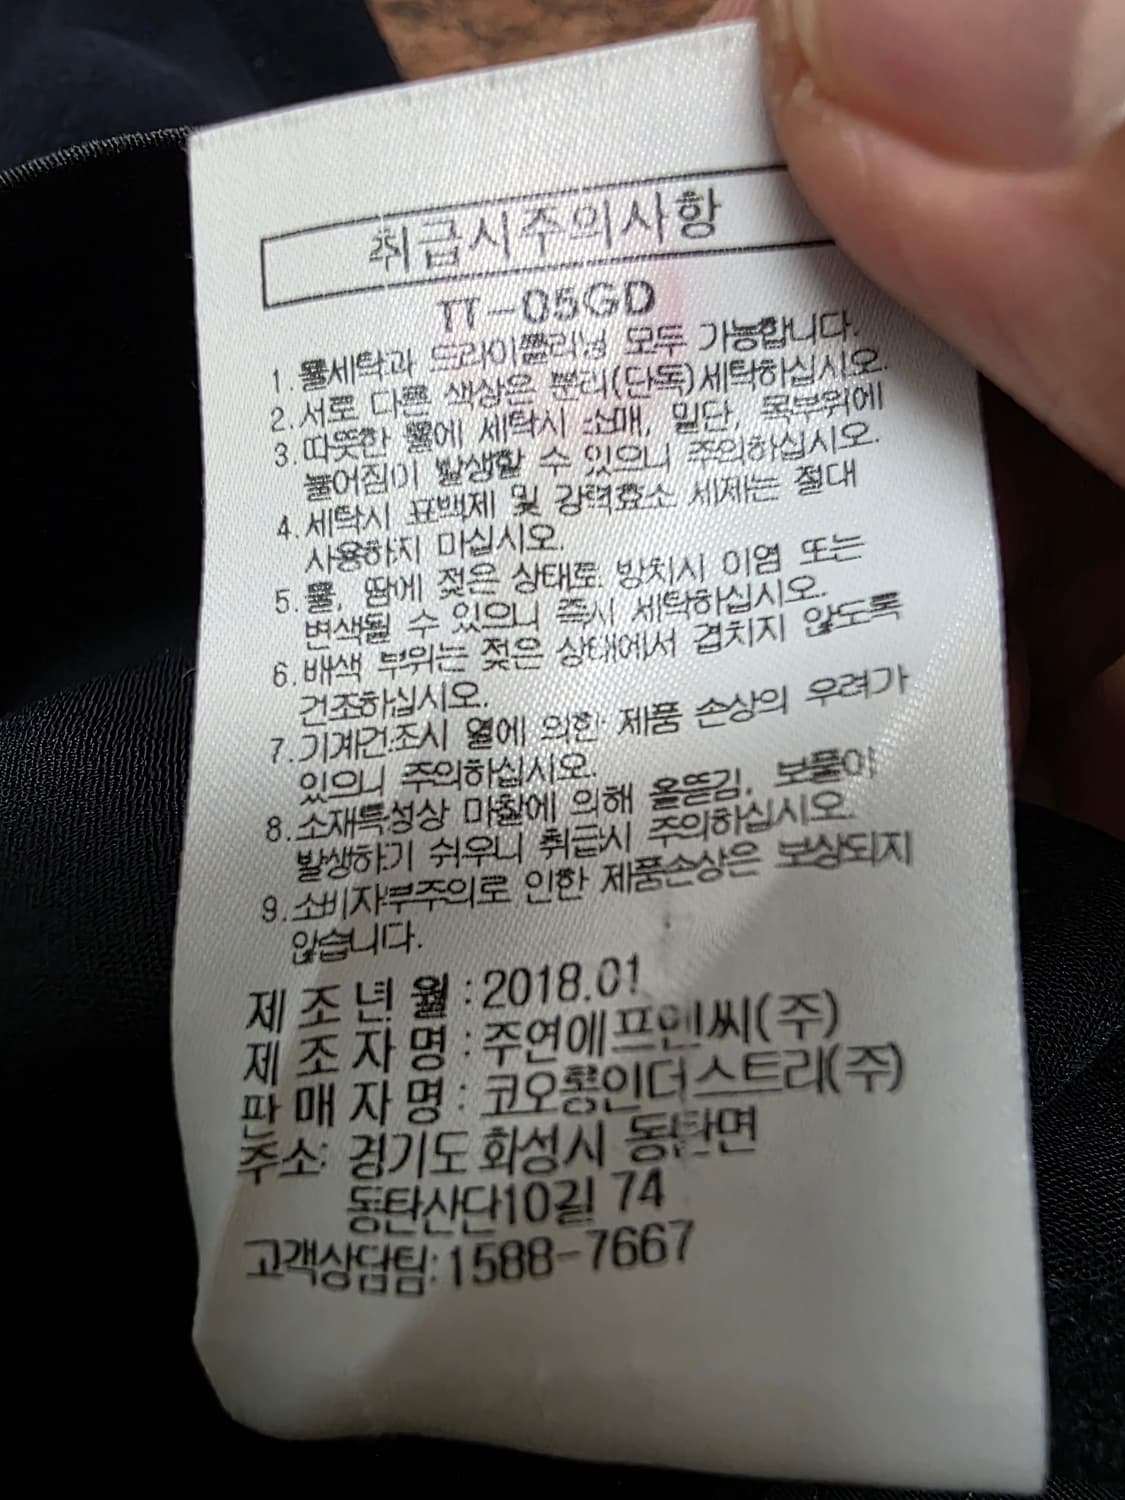 취급시주의사항
TT-05GD
1. 물세탁과 드라이클리닝 모두 가능합니다.
2. 서로 다른 색상은 분리(단독)세탁하십시오.
3. 따뜻한 물에 세탁시 소매, 밑단, 목부위에
늘어짐이 발생할 수 있으니 주의하십시오.
4. 세탁시 표백제 및 강력효소 세제는 절대
사용하지 마십시오.
5. 물, 땀에 젖은 상태로 방치시 이염 또는
변색될 수 있으니 즉시 세탁하십시오.
6. 배색 부위는 젖은 상태에서 겹치지 않도록
건조하십시오.
7. 기계건조시 열에 의한 제품 손상의 우려가
있으니 주의하십시오.
8. 소재특성상 마찰에 의해 올뜯김, 보풀이
발생하기 쉬우니 취급시 주의하십시오.
9. 소비자부주의로 인한 제품손상은 보상되지
않습니다.
제 조 년 월 : 2018.01
제 조 자 명 : 주연에프엔씨(주)
판 매 자 명 : 코오롱인더스트리(주)
주소: 경기도 화성시 동탄면
동탄산단10길 74
고객상담팀:1588-7667